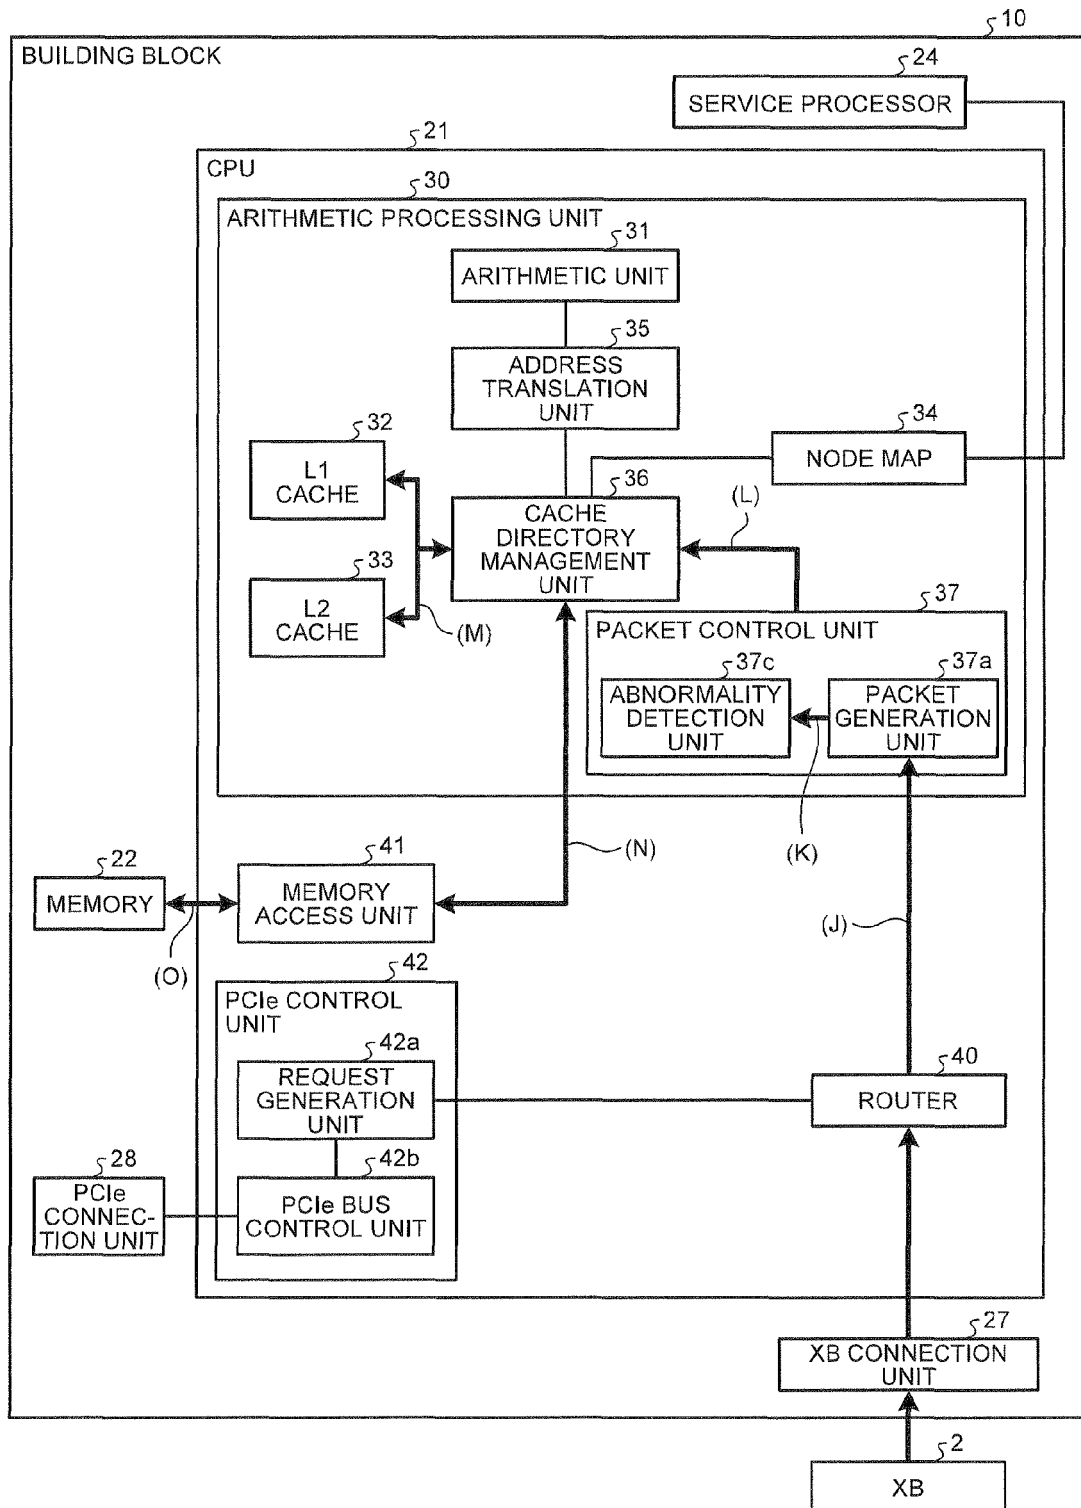 10
BUILDING BLOCK
24
SERVICE PROCESSOR
21
CPU
30
ARITHMETIC PROCESSING UNIT
31
ARITHMETIC UNIT
35
ADDRESS
TRANSLATION
UNIT
32
L1
CACHE
34
NODE MAP
36
CACHE
DIRECTORY
MANAGEMENT
UNIT
(L)
33
L2
CACHE
(M)
37
PACKET CONTROL UNIT
37c
ABNORMALITY
DETECTION
UNIT
37a
PACKET
GENERATION
UNIT
(K)
(N)
22
MEMORY
(O)
41
MEMORY
ACCESS UNIT
(J)
42
PCIe CONTROL
UNIT
42a
REQUEST
GENERATION
UNIT
40
ROUTER
42b
PCIe BUS
CONTROL UNIT
28
PCIe
CONNEC-
TION UNIT
27
XB CONNECTION
UNIT
2
XB